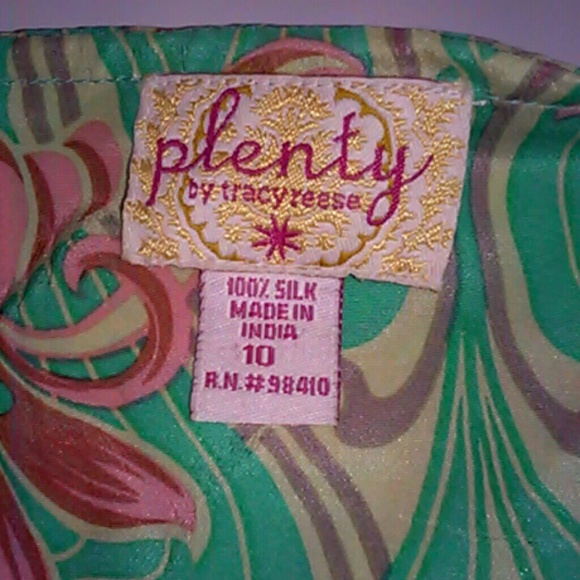 plenty
by tracy reese
100% SILK
MADE IN
INDIA
10
R.N.#98410